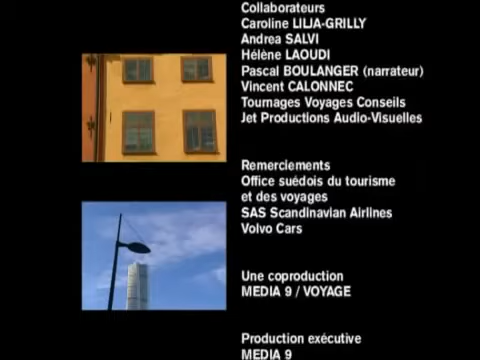 Collaborateurs
Caroline LILJA-GRILLY
Andrea SALVI
Hélène LAOUDI
Pascal BOULANGER (narrateur)
Vincent CALONNEC
Tournages Voyages Conseils
Jet Productions Audio-Visuelles
Remerciements
Office suédois du tourisme
et des voyages
SAS Scandinavian Airlines
Volvo Cars
Une coproduction
MEDIA 9 / VOYAGE
Production exécutive
MEDIA 9